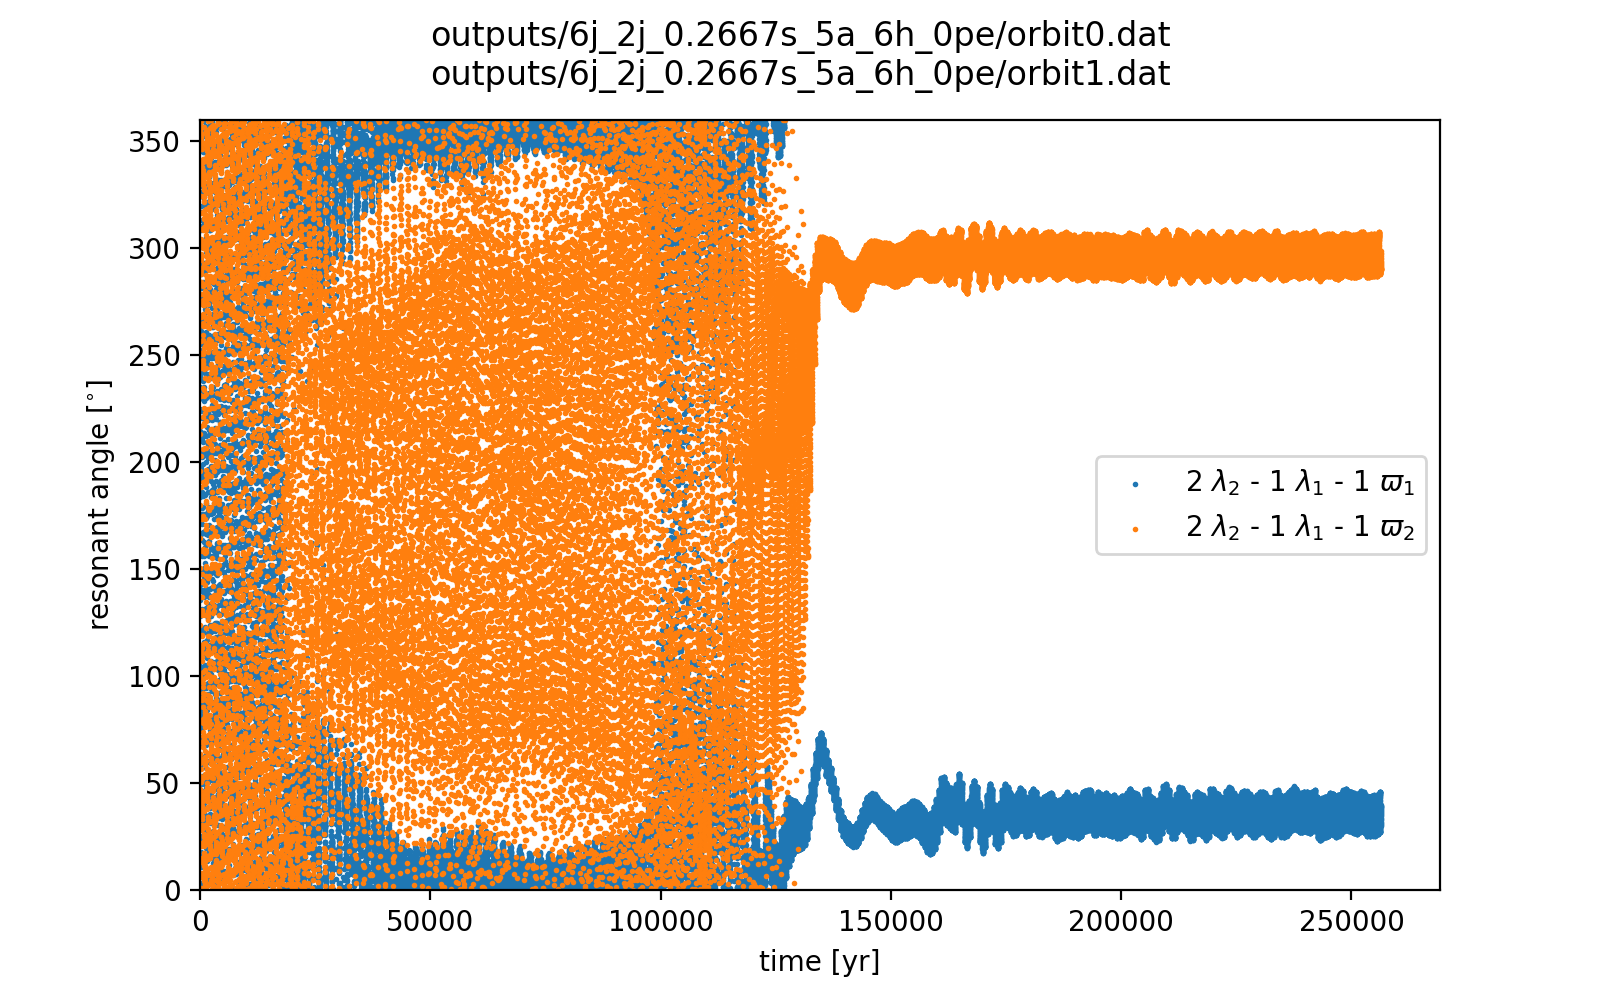 outputs/6j_2j_0.2667s_5a_6h_0pe/orbit0.dat
outputs/6j_2j_0.2667s_5a_6h_0pe/orbit1.dat
350
300
250
200
150
100
50
0
resonant angle [°]
2 λ₂ - 1 λ₁ - 1 ϖ₁
2 λ₂ - 1 λ₁ - 1 ϖ₂
0 50000 100000 150000 200000 250000
time [yr]